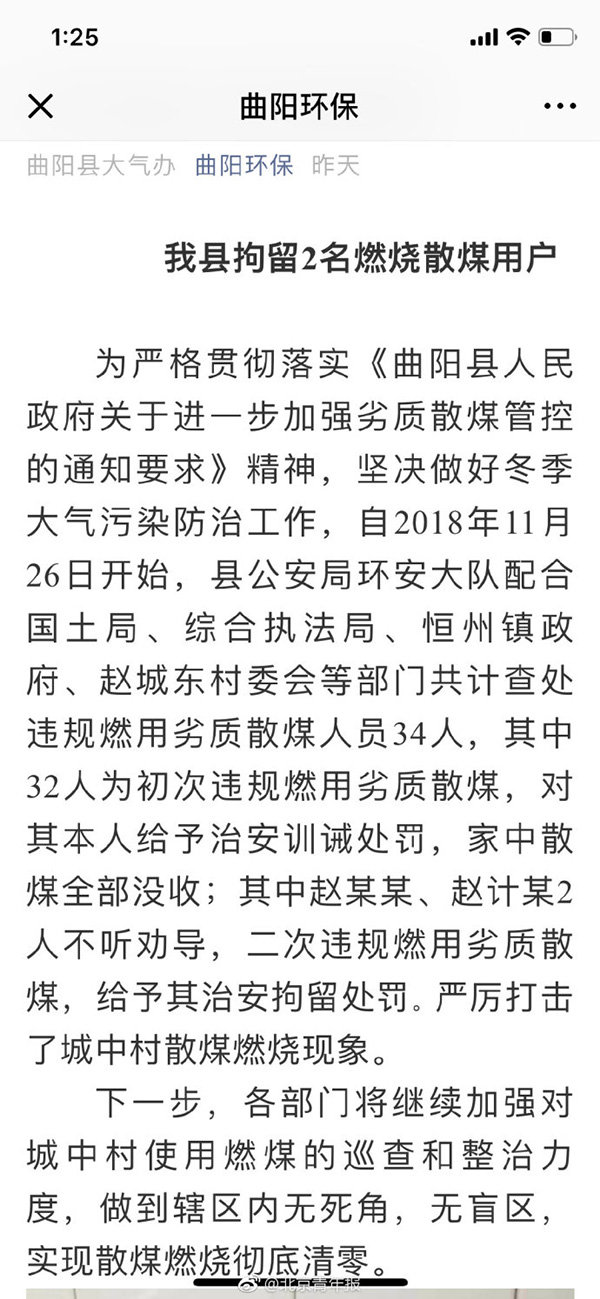 1:25
曲阳环保
曲阳县大气办 曲阳环保 昨天
我县拘留2名燃烧散煤用户
为严格贯彻落实《曲阳县人民
政府关于进一步加强劣质散煤管控
的通知要求》精神，坚决做好冬季
大气污染防治工作，自2018年11月
26日开始，县公安局环安大队配合
国土局、综合执法局、恒州镇政
府、赵城东村委会等部门共计查处
违规燃用劣质散煤人员34人，其中
32人为初次违规燃用劣质散煤，对
其本人给予治安训诫处罚，家中散
煤全部没收；其中赵某某、赵计某2
人不听劝导，二次违规燃用劣质散
煤，给予其治安拘留处罚。严厉打击
了城中村散煤燃烧现象。
下一步，各部门将继续加强对
城中村使用燃煤的巡查和整治力
度，做到辖区内无死角，无盲区，
实现散煤燃烧彻底清零。
@北京青年报